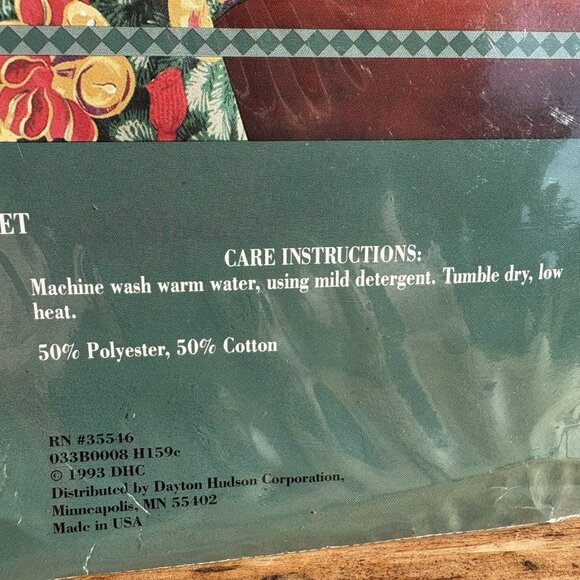 ET
CARE INSTRUCTIONS:
Machine wash warm water, using mild detergent. Tumble dry, low
heat.
50% Polyester, 50% Cotton
RN #35546
033B0008 H159c
© 1993 DHC
Distributed by Dayton Hudson Corporation,
Minneapolis, MN 55402
Made in USA